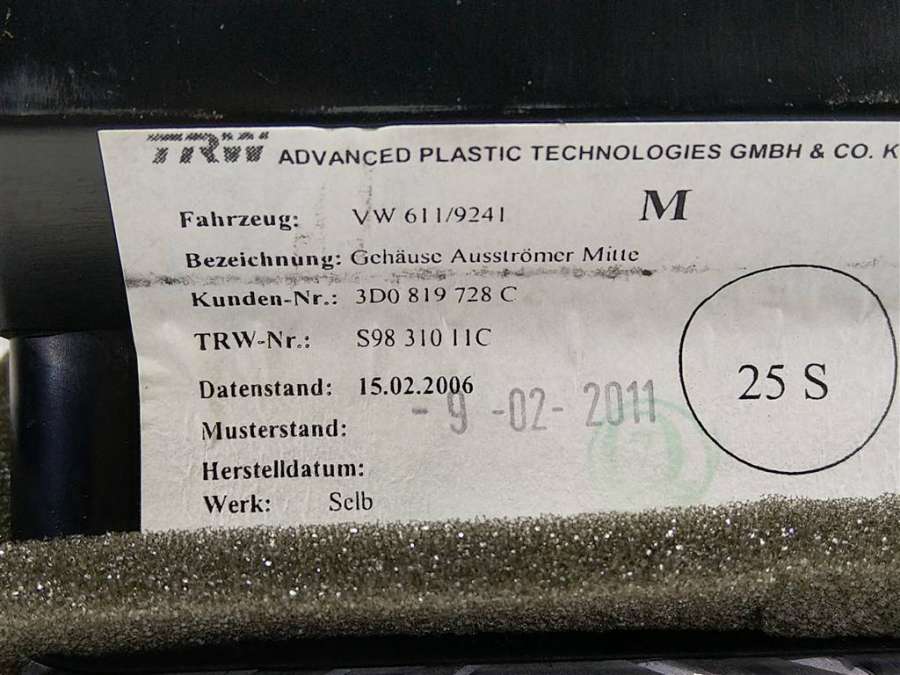 TRW ADVANCED PLASTIC TECHNOLOGIES GMBH & CO. K
Fahrzeug: VW 611/9241 M
Bezeichnung: Gehäuse Ausströmer Mitte
Kunden-Nr.: 3D0 819 728 C
TRW-Nr.: S98 310 11C
25 S
Datenstand: 15.02.2006
-9 -02- 2011
Musterstand:
Herstelldatum:
Werk: Selb